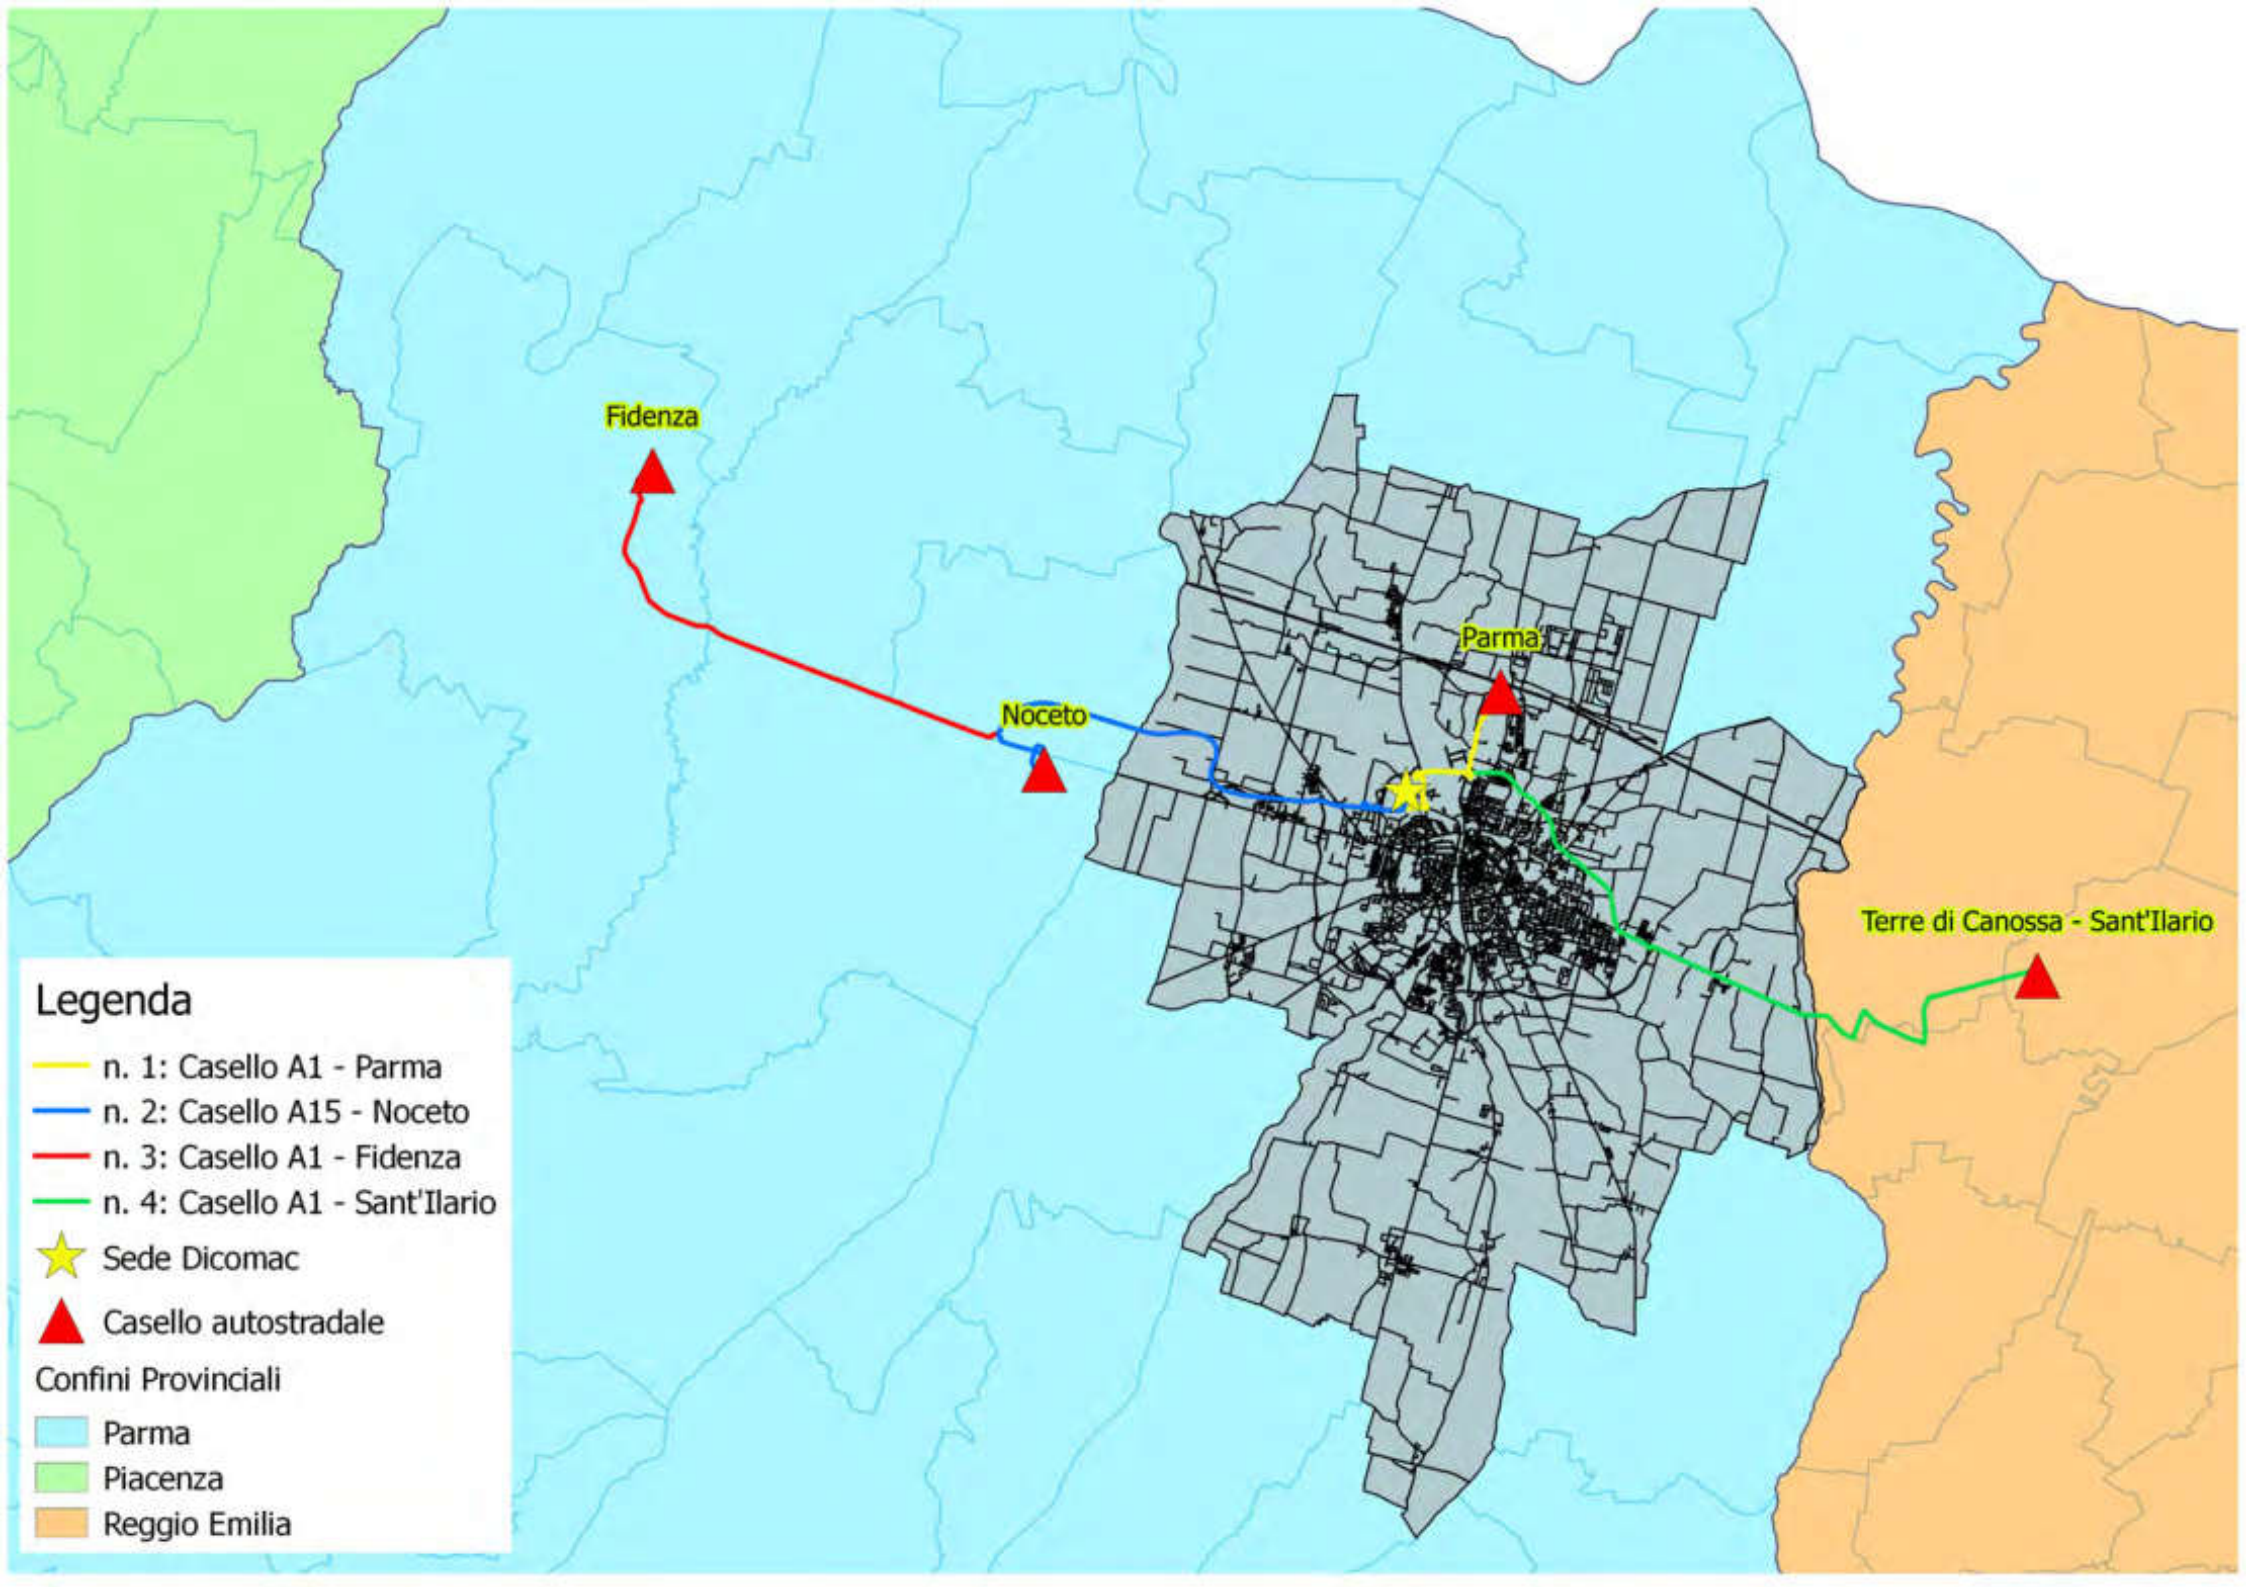 Fidenza
Parma
Noceto
Terre di Canossa - Sant'Ilario
Legenda
n. 1: Casello A1 - Parma
n. 2: Casello A15 - Noceto
n. 3: Casello A1 - Fidenza
n. 4: Casello A1 - Sant'Ilario
Sede Dicomac
Casello autostradale
Confini Provinciali
Parma
Piacenza
Reggio Emilia